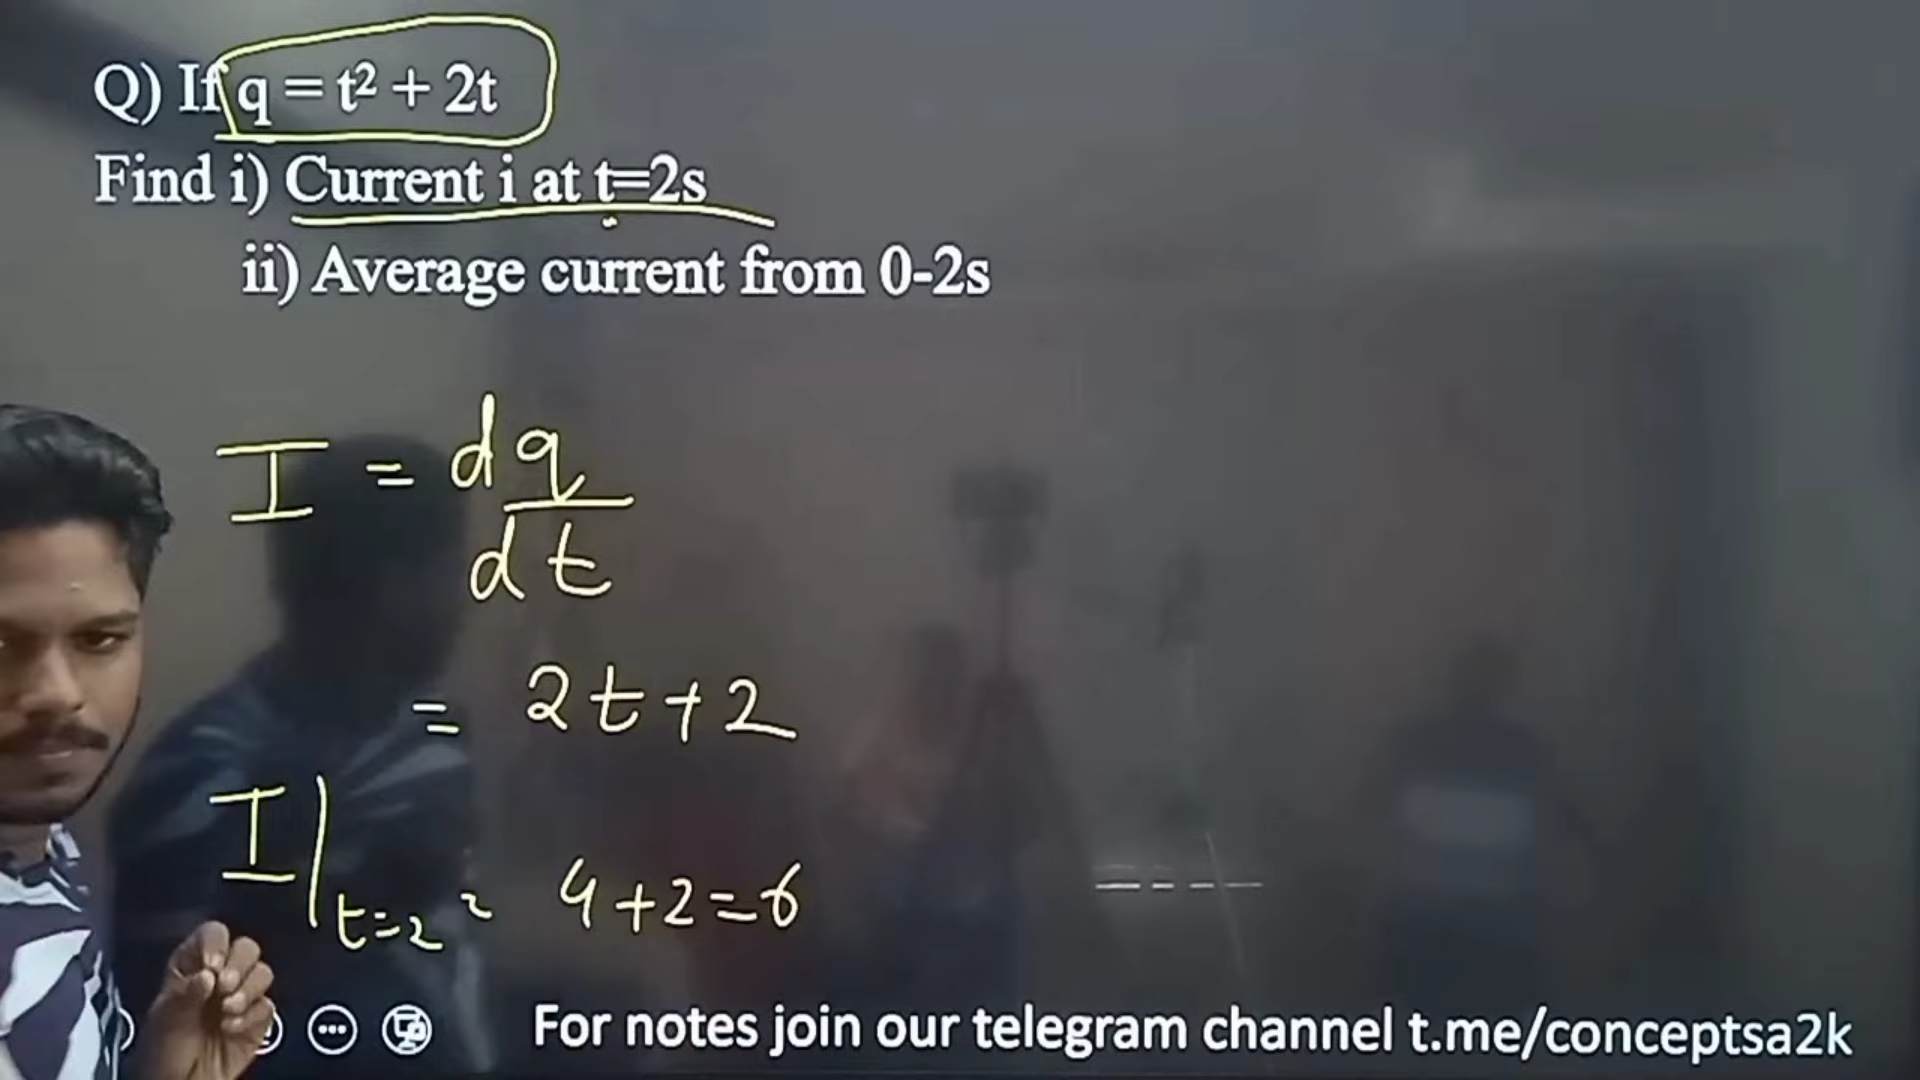 Q) If q = t² + 2t
Find i) Current i at t=2s
ii) Average current from 0-2s
I = dq
dt
= 2t+2
I|t=2 = 4+2=6
For notes join our telegram channel t.me/conceptsa2k